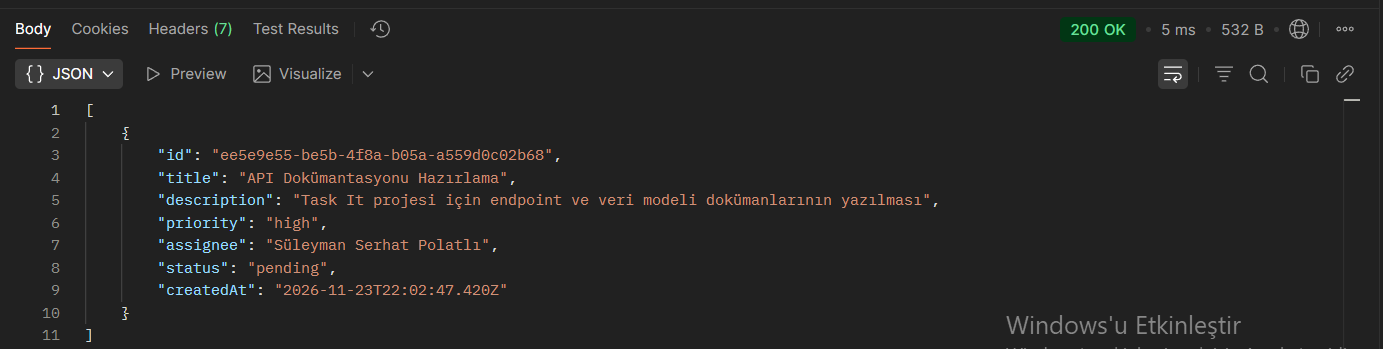 Body Cookies Headers (7) Test Results 200 OK • 5 ms • 532 B
{} JSON Preview Visualize
1 [
2 {
3 "id": "ee5e9e55-be5b-4f8a-b05a-a559d0c02b68",
4 "title": "API Dokümantasyonu Hazırlama",
5 "description": "Task It projesi için endpoint ve veri modeli dokümanlarının yazılması",
6 "priority": "high",
7 "assignee": "Süleyman Serhat Polatlı",
8 "status": "pending",
9 "createdAt": "2026-11-23T22:02:47.420Z"
10 }
11 ]
Windows'u Etkinleştir